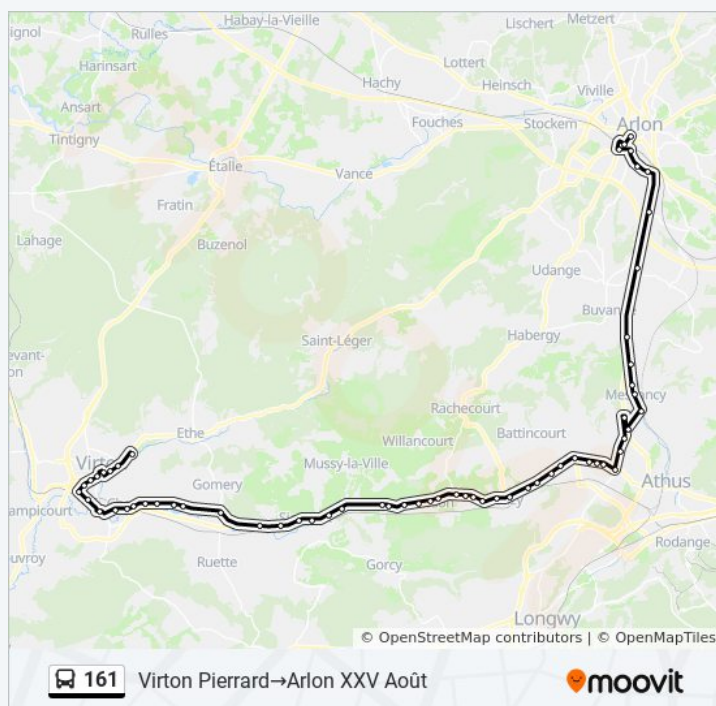 Habay-la-Vieille
Lischert
Metzert
Rulles
Harinsart
Lottert
Hachy
Heinsch
Viville
Ansart
Fouches
Stockem
Arlon
Tintigny
Étalle
Vance
Fratin
Lahage
Buzenol
Udange
Saint-Léger
Habergy
Rachecourt
Ethe
Willancourt
Battincourt
Mussy-la-Ville
Gomery
Athus
Ruette
Gorcy
Rodange
Longwy
© OpenStreetMap contributors | © OpenMapTiles
161 Virton Pierrard→Arlon XXV Août
moovit